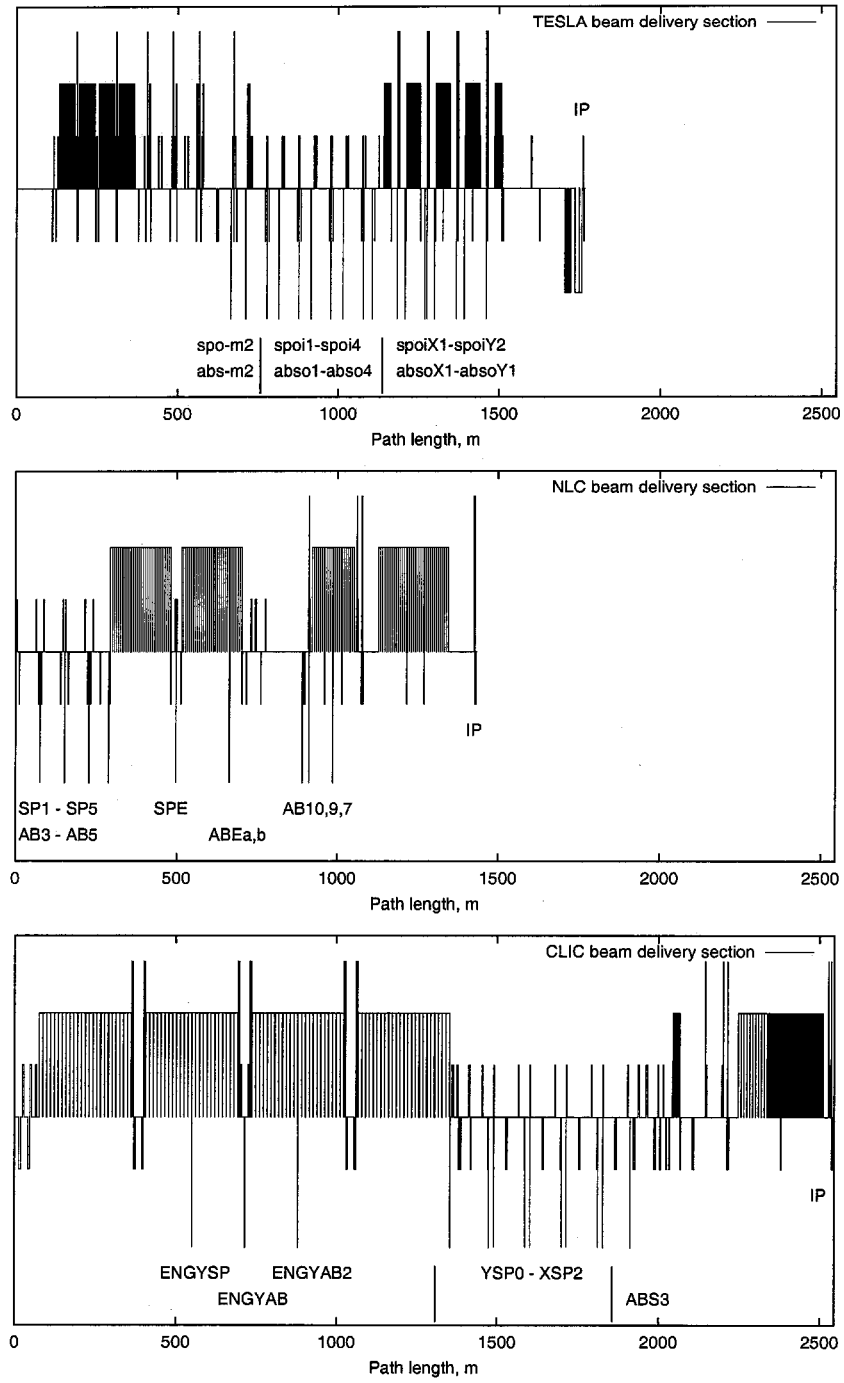 TESLA beam delivery section
IP
spo-m2 spoi1-spoi4 spoiX1-spoiY2
abs-m2 abso1-abso4 absoX1-absoY1
0 500 1000 1500 2000 2500
Path length, m
NLC beam delivery section
IP
SP1 - SP5 SPE AB10,9,7
AB3 - AB5 ABEa,b
0 500 1000 1500 2000 2500
Path length, m
CLIC beam delivery section
IP
ENGYSP ENGYAB2 YSP0 - XSP2
ENGYAB ABS3
0 500 1000 1500 2000 2500
Path length, m